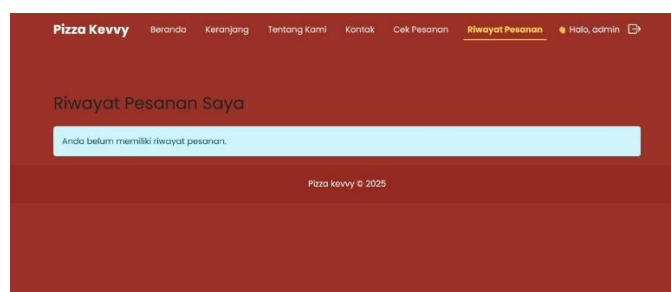 Pizza Kevvy Beranda Keranjang Tentang Kami Kontak Cek Pesanan Riwayat Pesanan Halo, admin
Riwayat Pesanan Saya
Anda belum memiliki riwayat pesanan.
Pizza kevvy © 2025